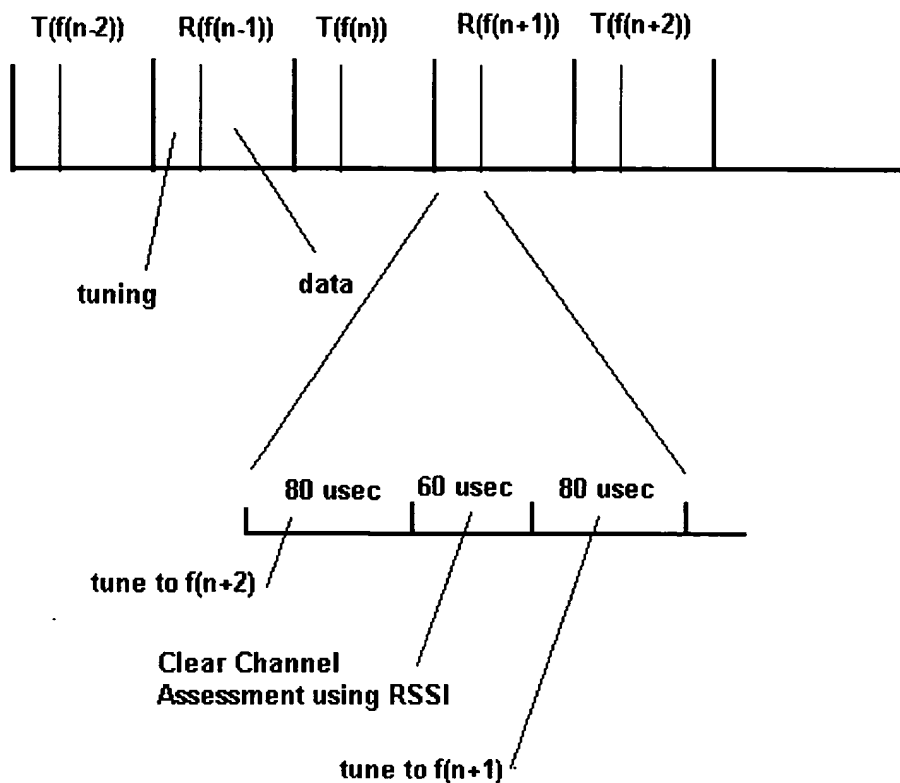 T(f(n-2)) R(f(n-1)) T(f(n)) R(f(n+1)) T(f(n+2))
tuning
data
80 usec 60 usec 80 usec
tune to f(n+2)
Clear Channel
Assessment using RSSI
tune to f(n+1)